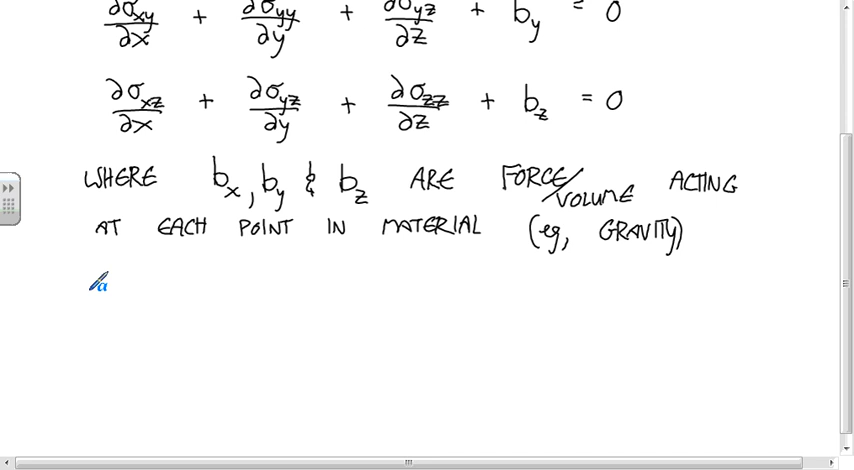 ∂σxy/∂x + ∂σyy/∂y + ∂σyz/∂z + by = 0
∂σxz/∂x + ∂σyz/∂y + ∂σzz/∂z + bz = 0
WHERE bx, by & bz ARE FORCE/VOLUME ACTING
AT EACH POINT IN MATERIAL (eg, GRAVITY)